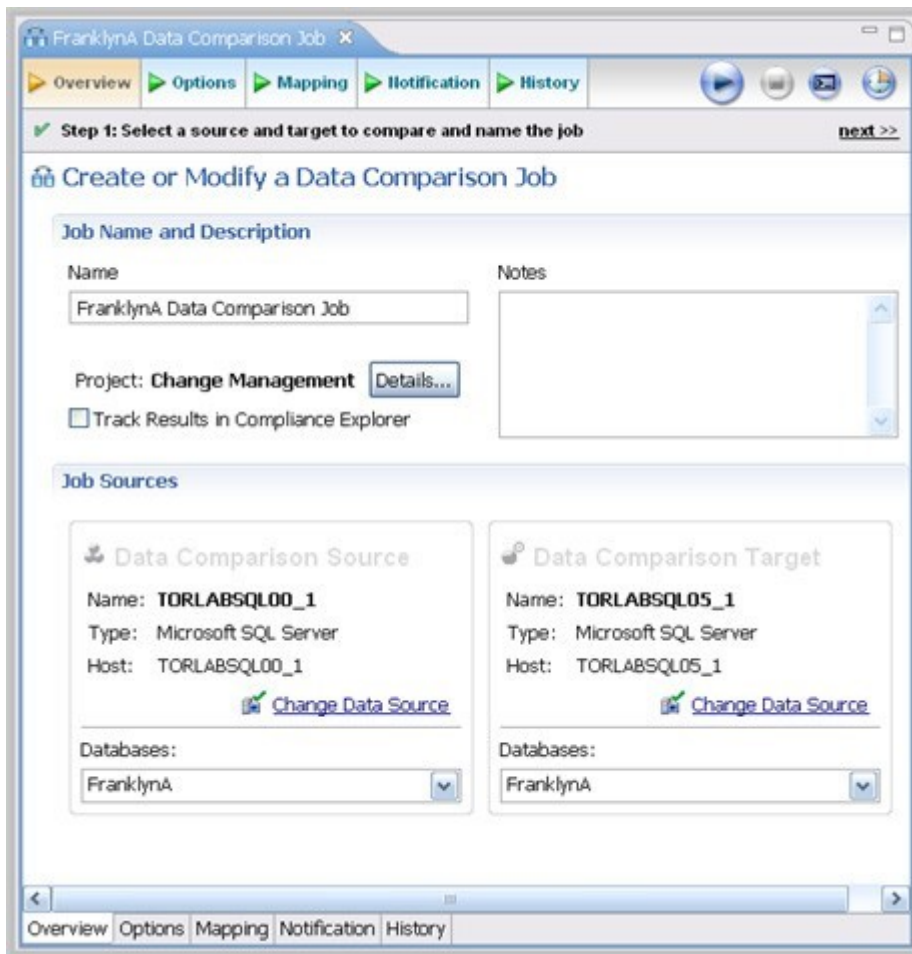 FranklynA Data Comparison Job
Overview Options Mapping Notification History
Step 1: Select a source and target to compare and name the job next >>
Create or Modify a Data Comparison Job
Job Name and Description
Name Notes
FranklynA Data Comparison Job
Project: Change Management Details...
Track Results in Compliance Explorer
Job Sources
Data Comparison Source
Name: TORLABSQL00_1
Type: Microsoft SQL Server
Host: TORLABSQL00_1
Change Data Source
Databases:
FranklynA
Data Comparison Target
Name: TORLABSQL05_1
Type: Microsoft SQL Server
Host: TORLABSQL05_1
Change Data Source
Databases:
FranklynA
Overview Options Mapping Notification History